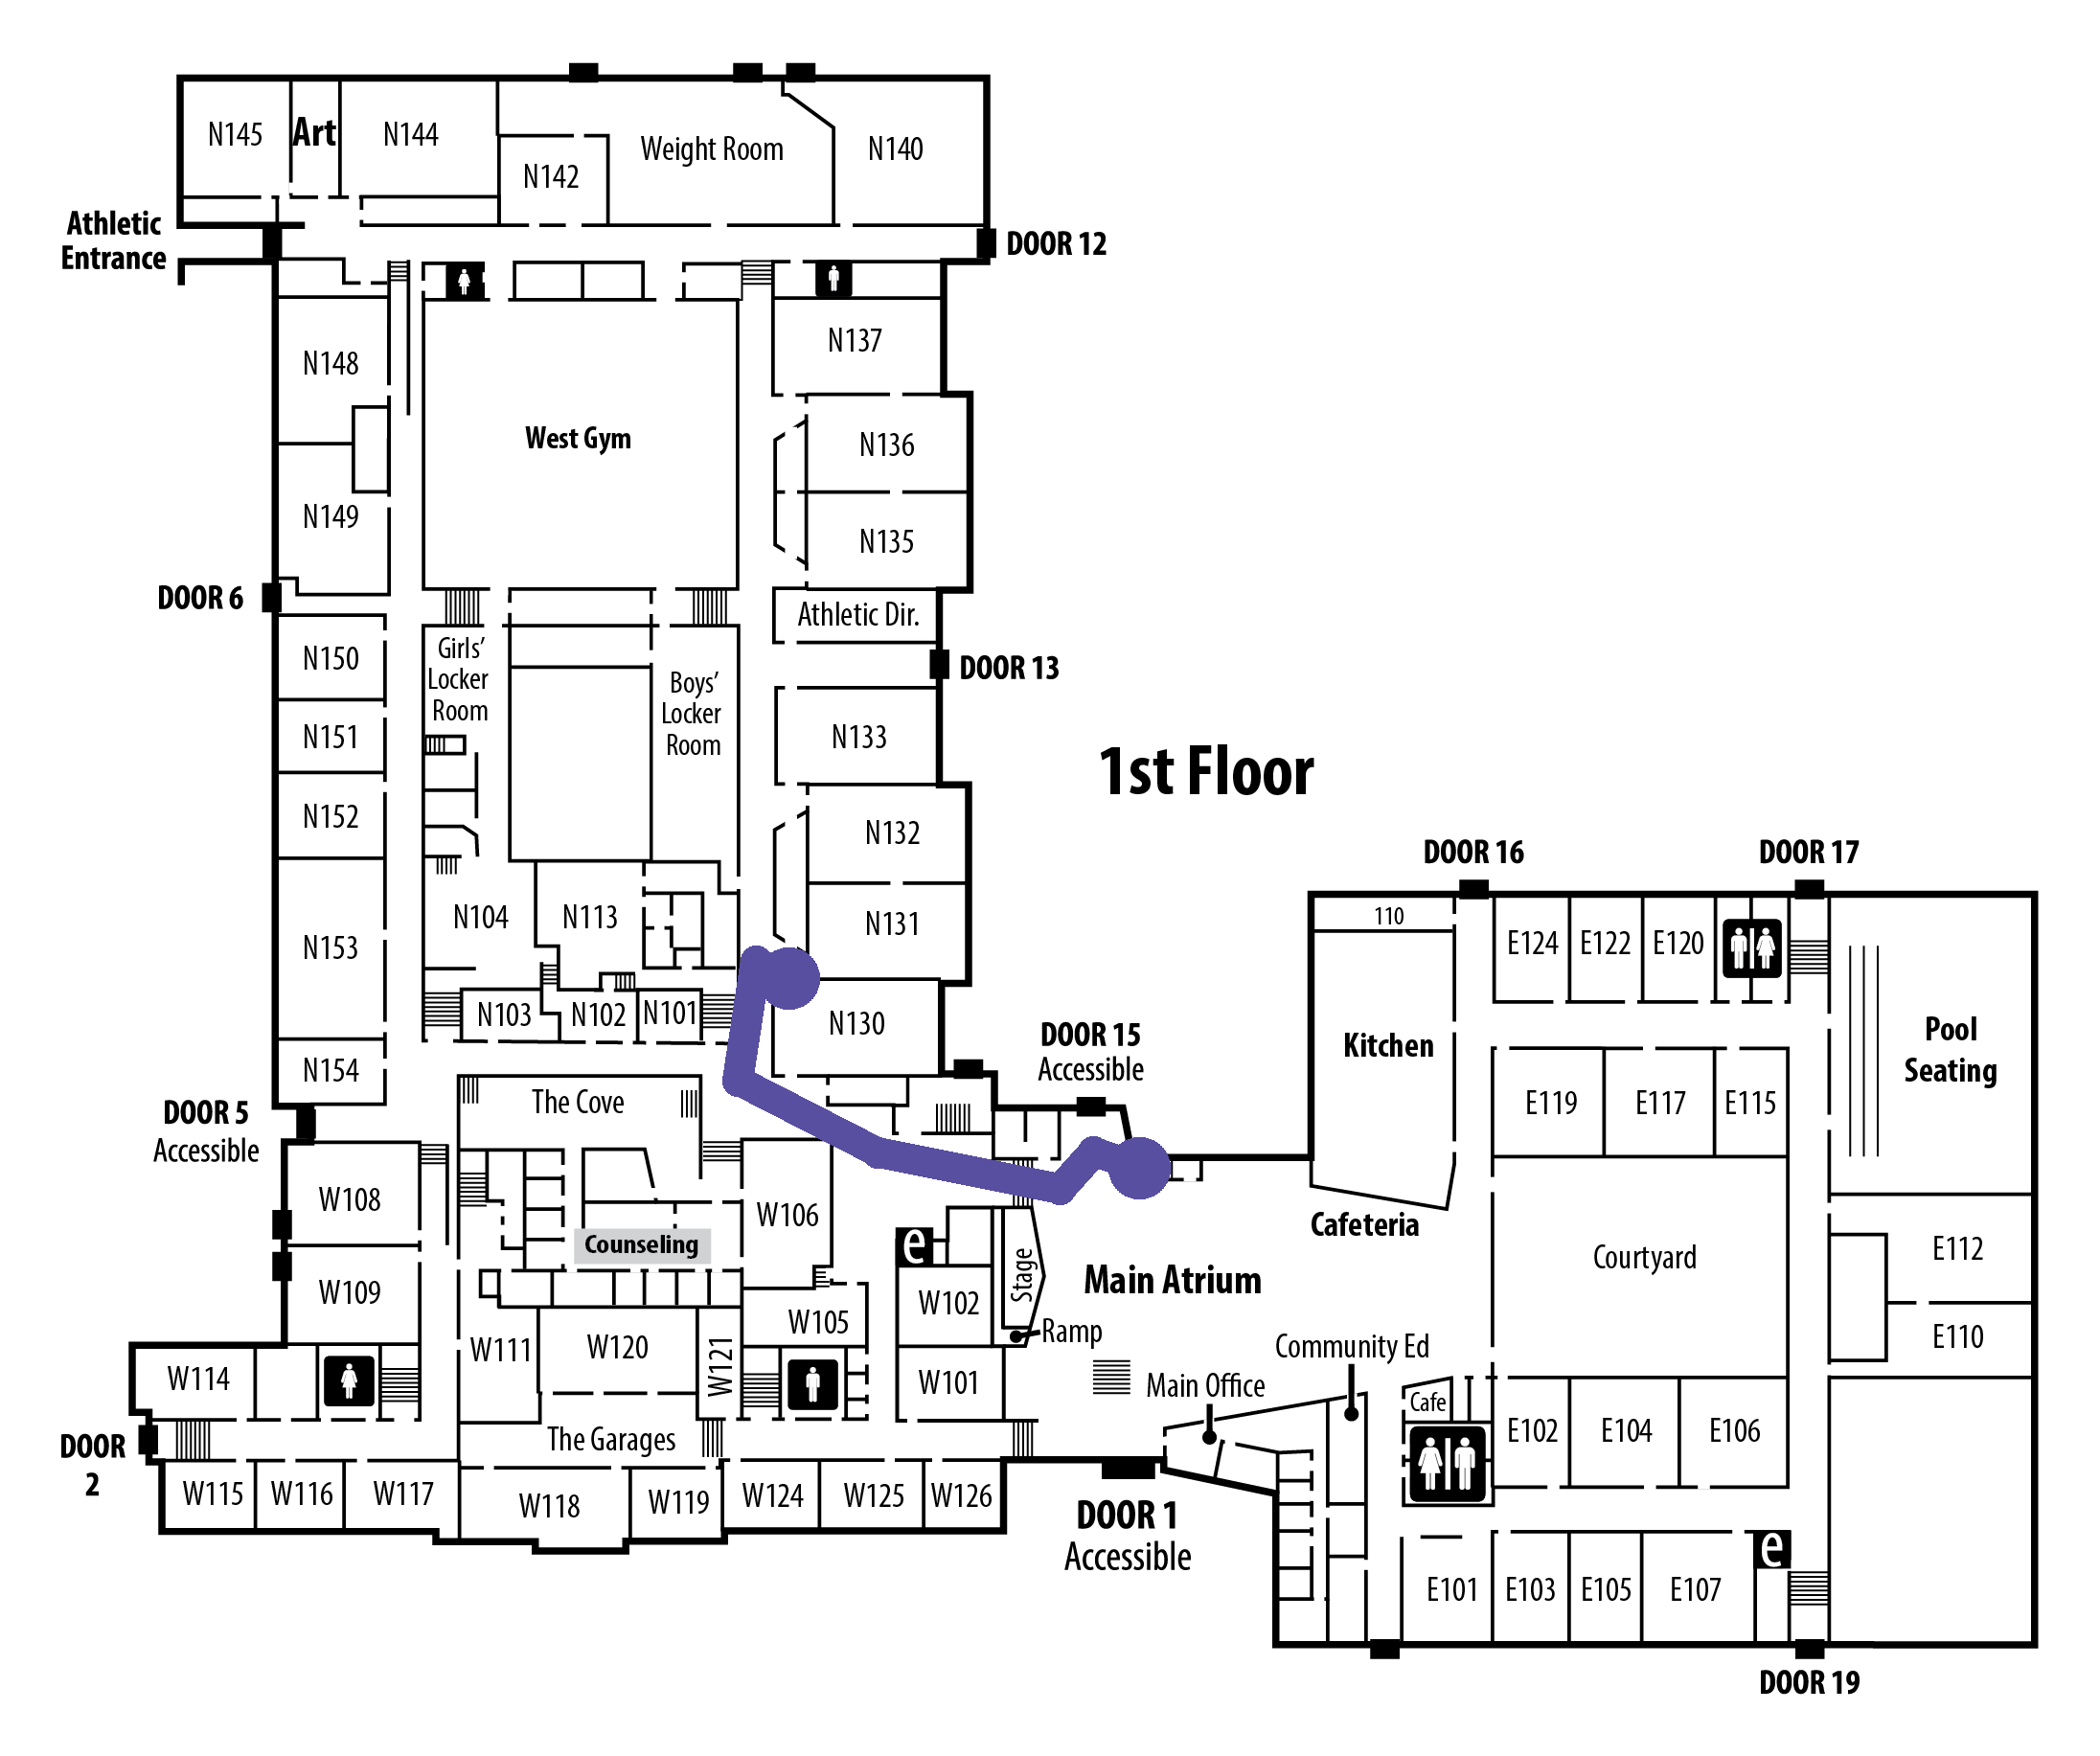 N145
Art
N144
N142
Weight Room
N140
Athletic
Entrance
DOOR 12
N148
N137
West Gym
N136
N149
N135
DOOR 6
Athletic Dir.
N150
Girls’
Locker
Room
Boys’
Locker
Room
DOOR 13
N151
N133
1st Floor
N152
N132
DOOR 16
DOOR 17
N104
N113
N131
N153
110
E124
E122
E120
N103
N102
N101
N130
DOOR 15
Accessible
Kitchen
Pool
Seating
N154
The Cove
E119
E117
E115
DOOR 5
Accessible
W108
W106
Cafeteria
Counseling
e
Courtyard
E112
W109
Stage
Main Atrium
W102
W105
Ramp
E110
W111
W120
W121
Community Ed
W114
W101
Main Office
Cafe
The Garages
E102
E104
E106
DOOR
2
W115
W116
W117
W118
W119
W124
W125
W126
DOOR 1
Accessible
e
E101
E103
E105
E107
DOOR 19